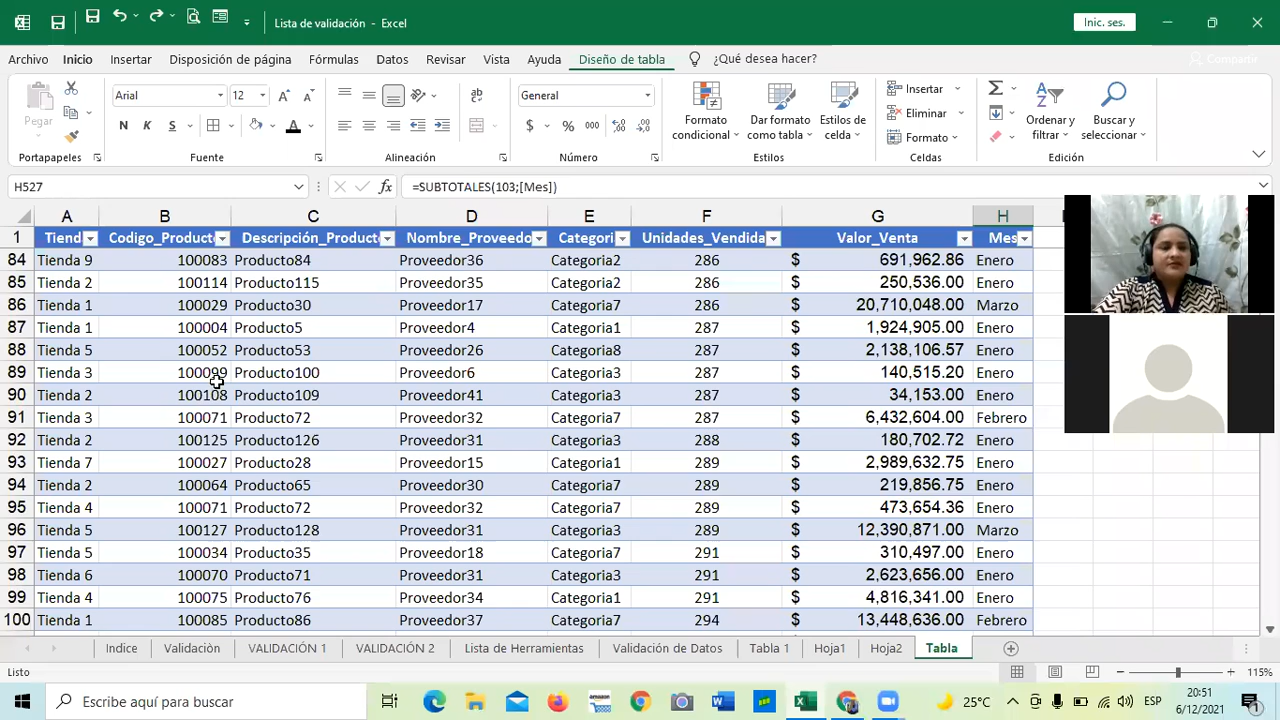 Lista de validación - Excel
Inic. ses.
Archivo Inicio Insertar Disposición de página Fórmulas Datos Revisar Vista Ayuda Diseño de tabla ¿Qué desea hacer? Compartir
Pegar
Arial 12
N K S
ab
General
$ % 000
Formato condicional
Dar formato como tabla
Estilos de celda
Insertar
Eliminar
Formato
Ordenar y filtrar
Buscar y seleccionar
Portapapeles Fuente Alineación Número Estilos Celdas Edición
H527 fx =SUBTOTALES(103;[Mes])
A B C D E F G H
1 Tiend Codigo_Product Descripción_Product Nombre_Proveedo Categori Unidades_Vendida Valor_Venta Mes
84 Tienda 9 100083 Producto84 Proveedor36 Categoria2 286 $ 691,962.86 Enero
85 Tienda 2 100114 Producto115 Proveedor35 Categoria2 286 $ 250,536.00 Enero
86 Tienda 1 100029 Producto30 Proveedor17 Categoria7 286 $ 20,710,048.00 Marzo
87 Tienda 1 100004 Producto5 Proveedor4 Categoria1 287 $ 1,924,905.00 Enero
88 Tienda 5 100052 Producto53 Proveedor26 Categoria8 287 $ 2,138,106.57 Enero
89 Tienda 3 100099 Producto100 Proveedor6 Categoria3 287 $ 140,515.20 Enero
90 Tienda 2 100108 Producto109 Proveedor41 Categoria3 287 $ 34,153.00 Enero
91 Tienda 3 100071 Producto72 Proveedor32 Categoria7 287 $ 6,432,604.00 Febrero
92 Tienda 2 100125 Producto126 Proveedor31 Categoria3 288 $ 180,702.72 Enero
93 Tienda 7 100027 Producto28 Proveedor15 Categoria1 289 $ 2,989,632.75 Enero
94 Tienda 2 100064 Producto65 Proveedor30 Categoria7 289 $ 219,856.75 Enero
95 Tienda 4 100071 Producto72 Proveedor32 Categoria7 289 $ 473,654.36 Enero
96 Tienda 5 100127 Producto128 Proveedor31 Categoria3 289 $ 12,390,871.00 Marzo
97 Tienda 5 100034 Producto35 Proveedor18 Categoria7 291 $ 310,497.00 Enero
98 Tienda 6 100070 Producto71 Proveedor31 Categoria3 291 $ 2,623,656.00 Enero
99 Tienda 4 100075 Producto76 Proveedor34 Categoria1 291 $ 4,816,341.00 Enero
100 Tienda 1 100085 Producto86 Proveedor37 Categoria7 294 $ 13,448,636.00 Febrero
Indice Validación VALIDACIÓN 1 VALIDACIÓN 2 Lista de Herramientas Validación de Datos Tabla 1 Hoja1 Hoja2 Tabla
Listo 115%
Escribe aquí para buscar 25°C ESP 20:51
6/12/2021